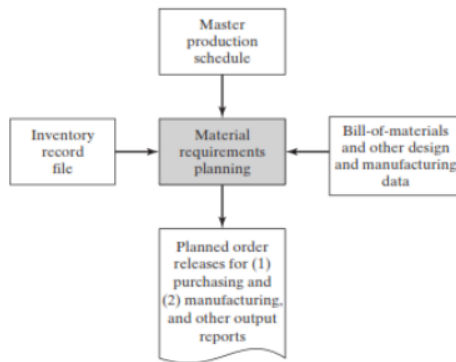 Master
production
schedule
Inventory
record
file
Material
requirements
planning
Bill-of-materials
and other design
and manufacturing
data
Planned order
releases for (1)
purchasing and
(2) manufacturing,
and other output
reports